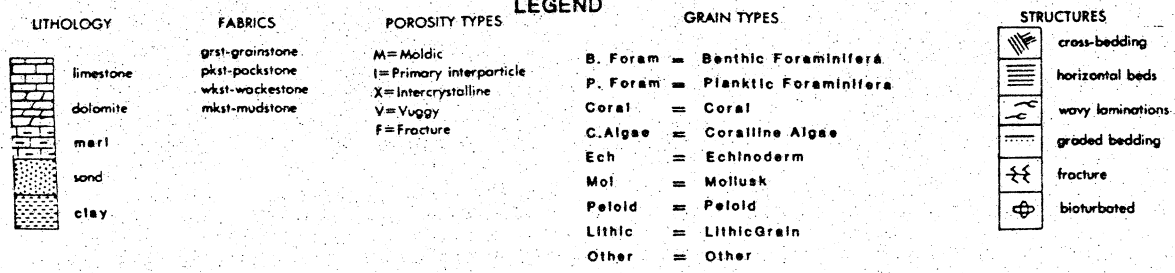 LEGEND
LITHOLOGY
limestone
dolomite
marl
sand
clay
FABRICS
grst-grainstone
pkst-packstone
wkst-wackestone
mkst-mudstone
POROSITY TYPES
M=Moldic
I=Primary interparticle
X=Intercrystalline
V=Vuggy
F=Fracture
GRAIN TYPES
B. Foram = Benthic Foraminifera
P. Foram = Planktic Foraminifera
Coral = Coral
C.Algae = Coralline Algae
Ech = Echinoderm
Mol = Mollusk
Peloid = Peloid
Lithic = LithicGrain
Other = Other
STRUCTURES
cross-bedding
horizontal beds
wavy laminations
graded bedding
fracture
bioturbated